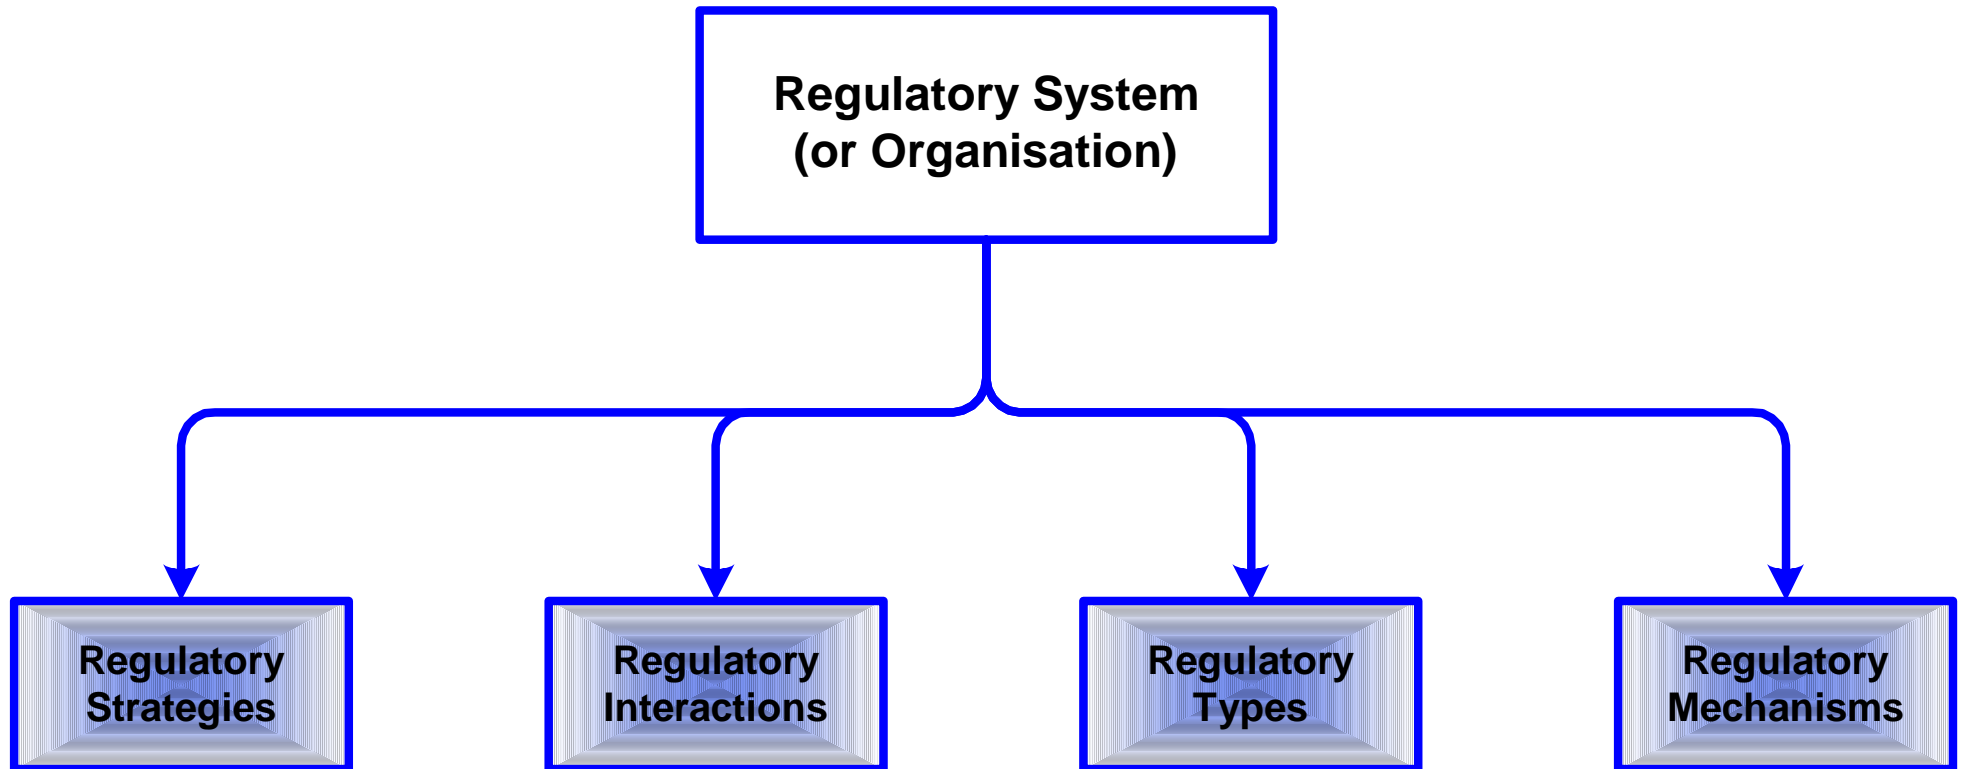 Regulatory System
(or Organisation)
Regulatory
Strategies
Regulatory
Interactions
Regulatory
Types
Regulatory
Mechanisms